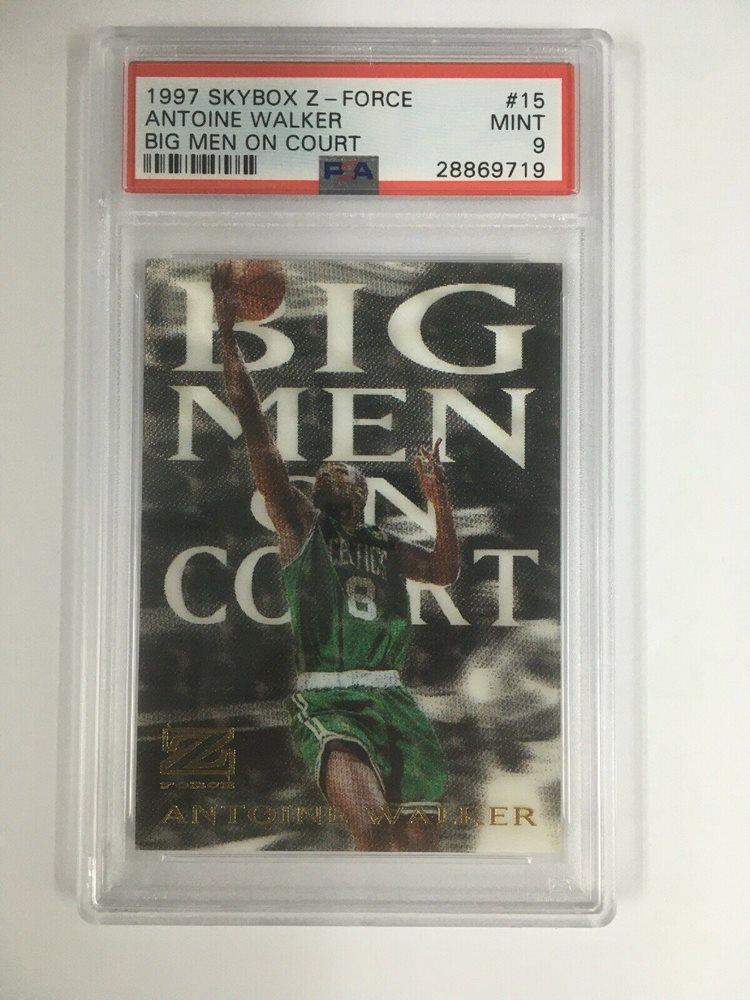 1997 SKYBOX Z-FORCE #15
ANTOINE WALKER MINT
BIG MEN ON COURT 9
PSA 28869719
BIG
MEN
ON
COURT
CELTICS
8
Z
FORCE
ANTOINE WALKER